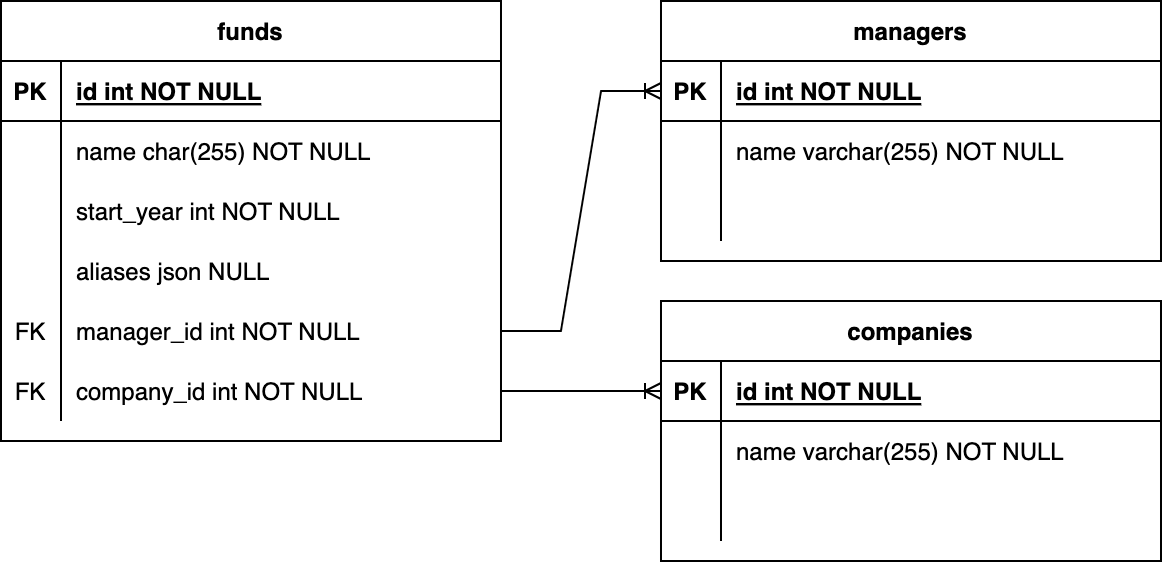 funds
PK id int NOT NULL
name char(255) NOT NULL
start_year int NOT NULL
aliases json NULL
FK manager_id int NOT NULL
FK company_id int NOT NULL
managers
PK id int NOT NULL
name varchar(255) NOT NULL
companies
PK id int NOT NULL
name varchar(255) NOT NULL